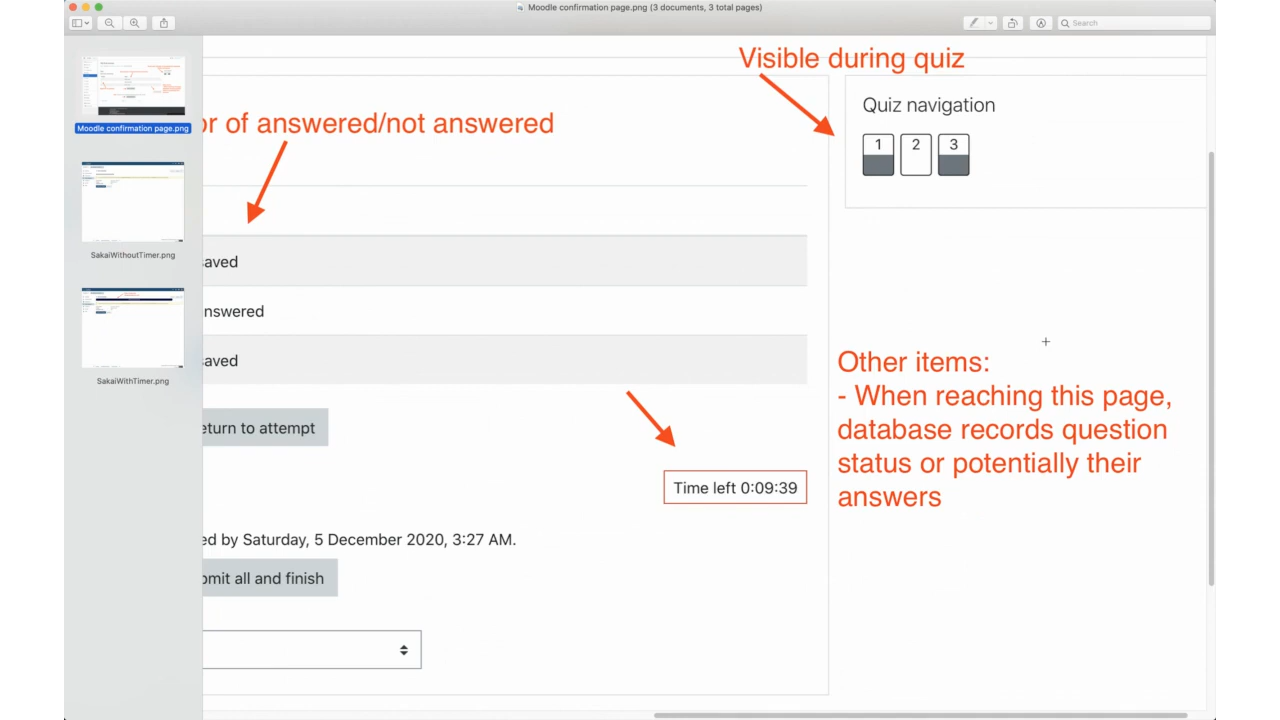 Moodle confirmation page.png (3 documents, 3 total pages)
Search
Moodle confirmation page.png
SakaiWithoutTimer.png
SakaiWithTimer.png
Visible during quiz
Quiz navigation
1 2 3
or of answered/not answered
saved
nswered
saved
eturn to attempt
Time left 0:09:39
ed by Saturday, 5 December 2020, 3:27 AM.
bmit all and finish
Other items:
- When reaching this page,
database records question
status or potentially their
answers